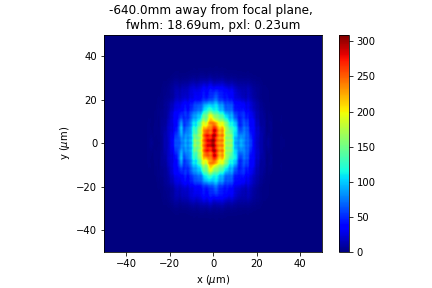 -640.0mm away from focal plane,
fwhm: 18.69um, pxl: 0.23um
40
20
0
−20
−40
y (μm)
−40 −20 0 20 40
x (μm)
300
250
200
150
100
50
0